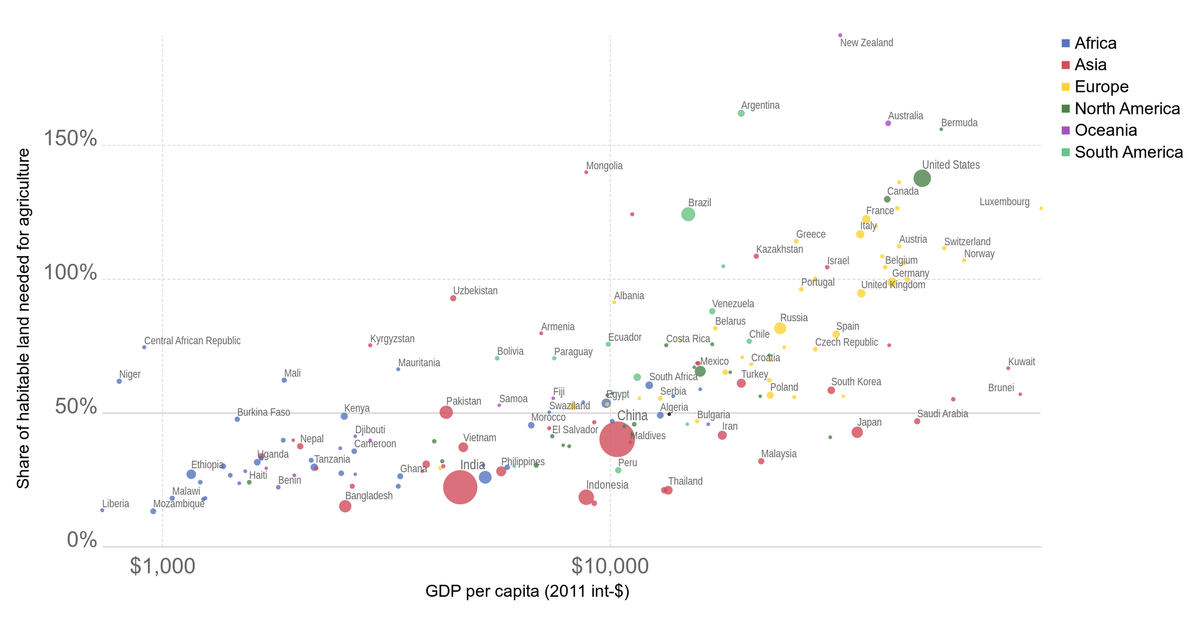 New Zealand
Africa
Asia
Europe
North America
Oceania
South America
Argentina
Australia
Bermuda
150%
Mongolia
United States
Canada
Luxembourg
Brazil
France
Italy
Greece
Austria
Switzerland
Kazakhstan
Norway
Israel
Belgium
100%
Germany
Portugal
United Kingdom
Uzbekistan
Albania
Venezuela
Belarus
Russia
Spain
Armenia
Central African Republic
Kyrgyzstan
Ecuador
Costa Rica
Chile
Czech Republic
Bolivia
Paraguay
Mauritania
Mexico
Croatia
Kuwait
Niger
Mali
South Africa
Turkey
South Korea
Poland
Brunei
Fiji
Egypt
Serbia
Pakistan
Samoa
Swaziland
Algeria
50%
Burkina Faso
Kenya
Morocco
China
Bulgaria
Saudi Arabia
Djibouti
El Salvador
Maldives
Iran
Japan
Nepal
Cameroon
Vietnam
Uganda
Tanzania
Ethiopia
Ghana
India
Philippines
Peru
Malaysia
Haiti
Benin
Malawi
Bangladesh
Indonesia
Thailand
Liberia
Mozambique
0%
$1,000
$10,000
GDP per capita (2011 int-$)
Share of habitable land needed for agriculture